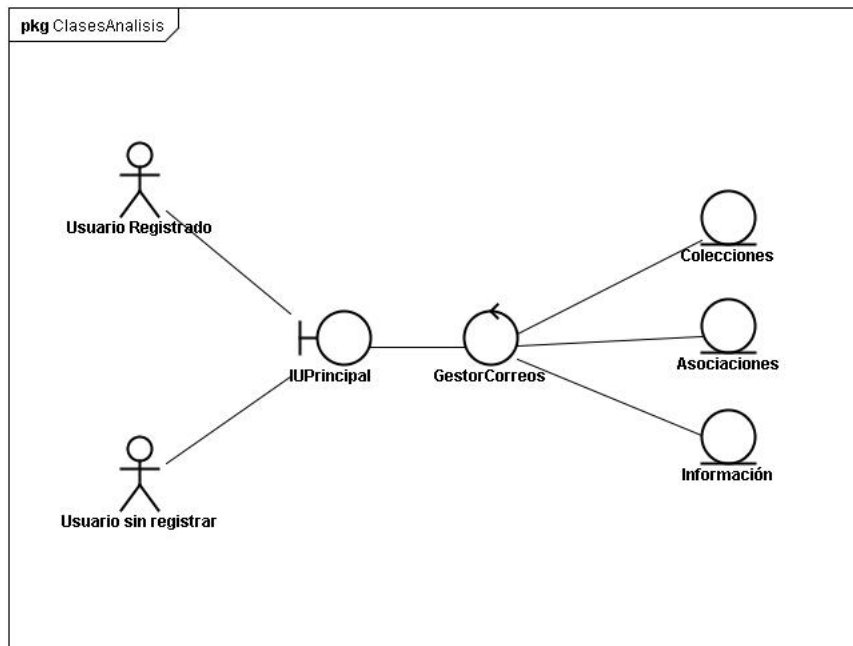 pkg ClasesAnalisis
Usuario Registrado
Colecciones
IUPrincipal
GestorCorreos
Asociaciones
Información
Usuario sin registrar